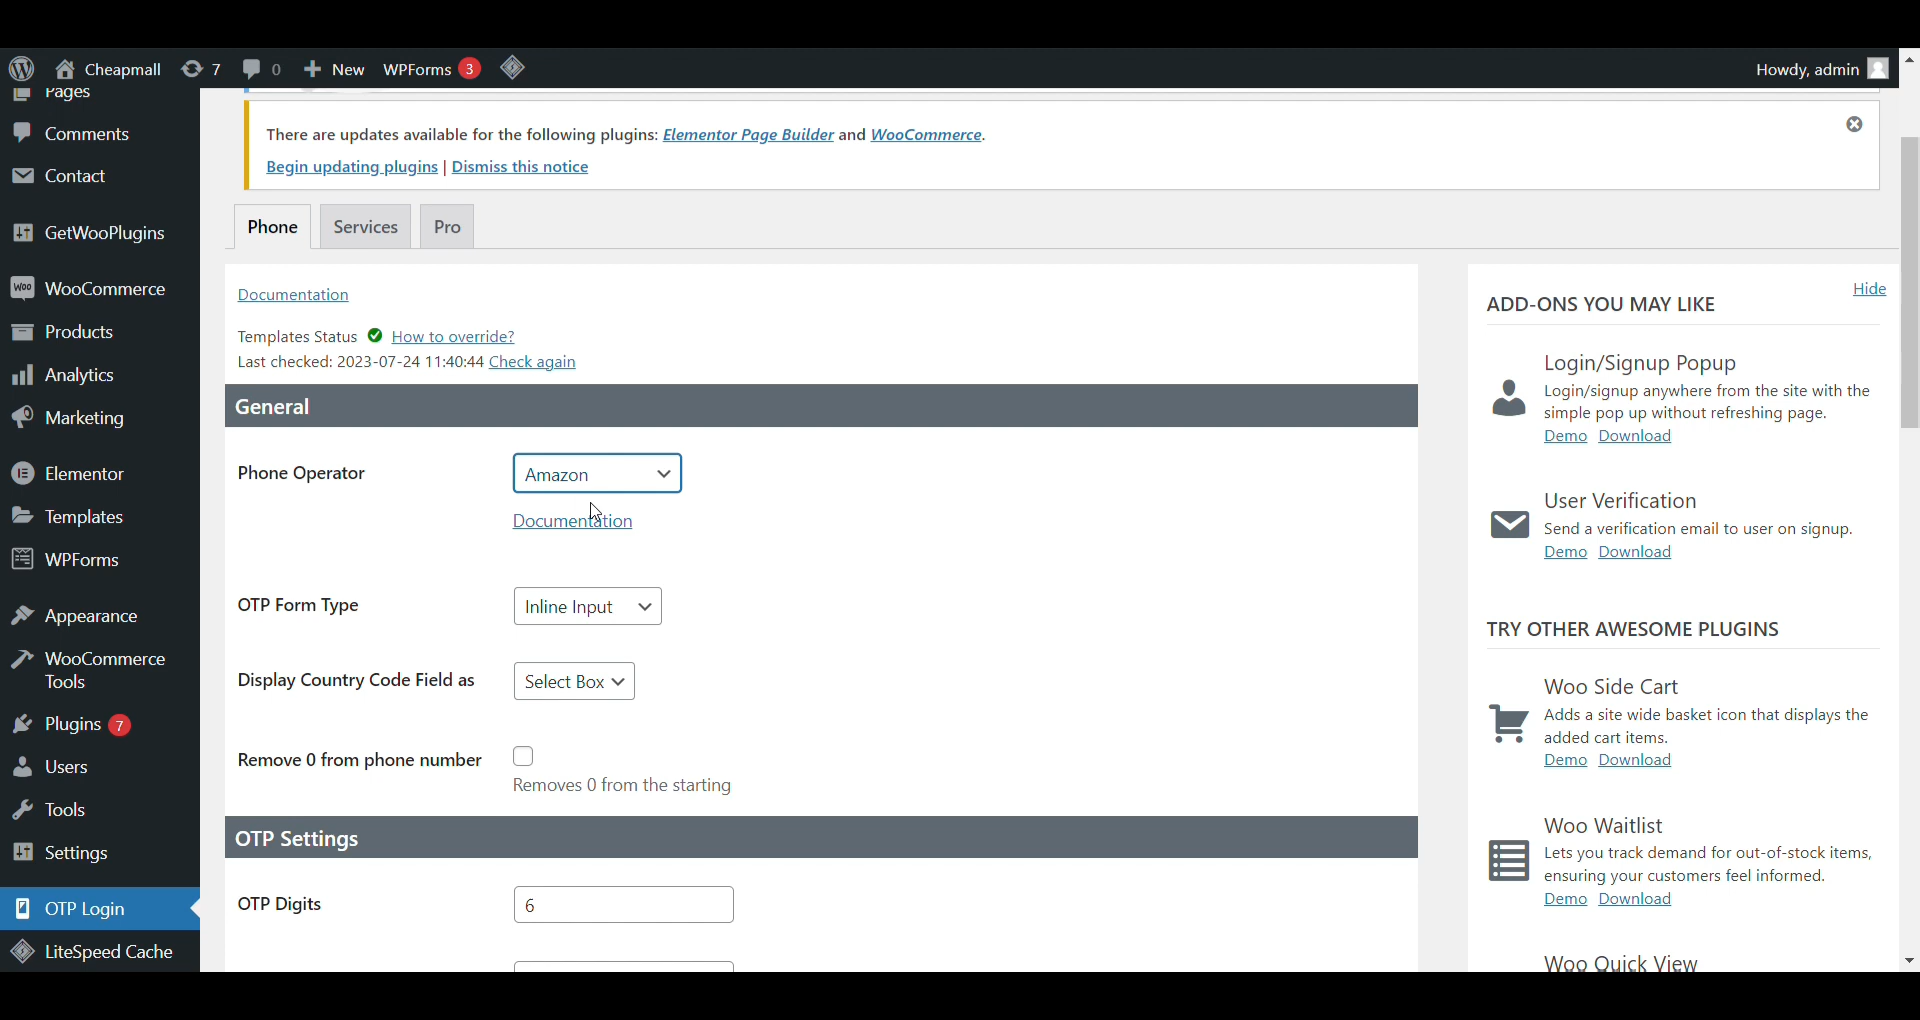 Cheapmall 7 0 New WPForms 3 Howdy, admin
Pages
Comments
Contact
GetWooPlugins
WooCommerce
Products
Analytics
Marketing
Elementor
Templates
WPForms
Appearance
WooCommerce
Tools
Plugins 7
Users
Tools
Settings
OTP Login
LiteSpeed Cache
There are updates available for the following plugins: Elementor Page Builder and WooCommerce.
Begin updating plugins | Dismiss this notice
Phone Services Pro
Documentation
Templates Status How to override?
Last checked: 2023-07-24 11:40:44 Check again
General
Phone Operator Amazon
Documentation
OTP Form Type Inline Input
Display Country Code Field as Select Box
Remove 0 from phone number
Removes 0 from the starting
OTP Settings
OTP Digits 6
Hide
ADD-ONS YOU MAY LIKE
Login/Signup Popup
Login/signup anywhere from the site with the
simple pop up without refreshing page.
Demo Download
User Verification
Send a verification email to user on signup.
Demo Download
TRY OTHER AWESOME PLUGINS
Woo Side Cart
Adds a site wide basket icon that displays the
added cart items.
Demo Download
Woo Waitlist
Lets you track demand for out-of-stock items,
ensuring your customers feel informed.
Demo Download
Woo Quick View